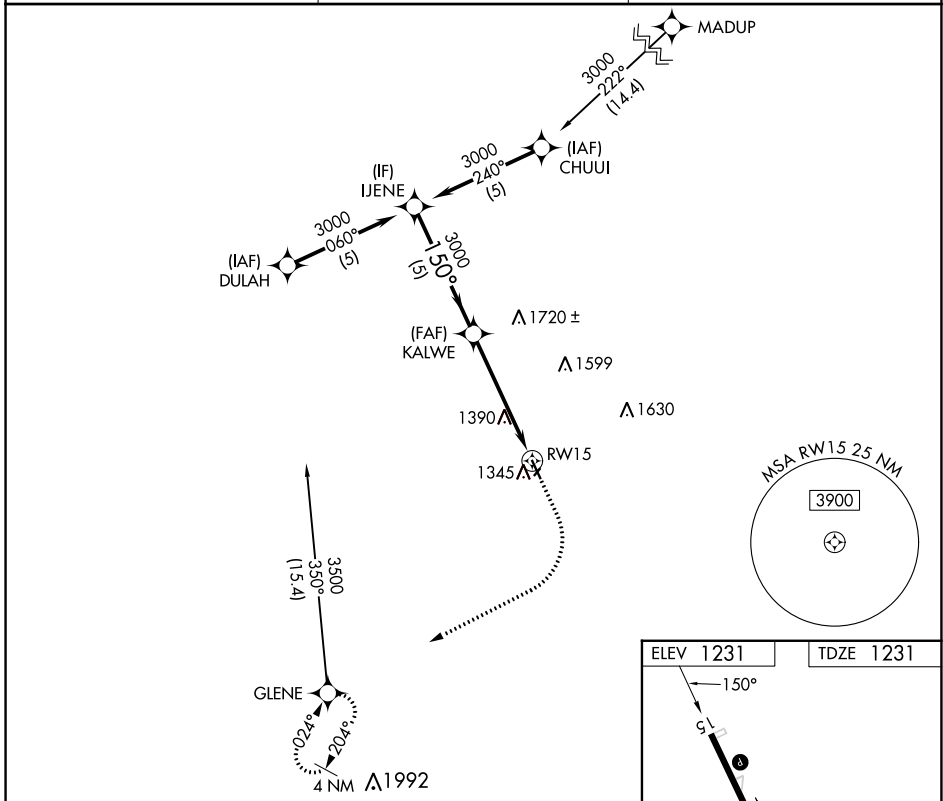 MADUP
3000
222°
(14.4)
(IAF)
CHUUI
3000
240°
(5)
(IF)
IJENE
3000
060°
(5)
(IAF)
DULAH
3000
150°
(5)
(FAF)
KALWE
1720 ±
1599
1630
1390
RW15
1345
MSA RW15 25 NM
3900
3500
350°
(15.4)
GLENE
024°
204°
4 NM
1992
ELEV 1231
TDZE 1231
150°
15
P